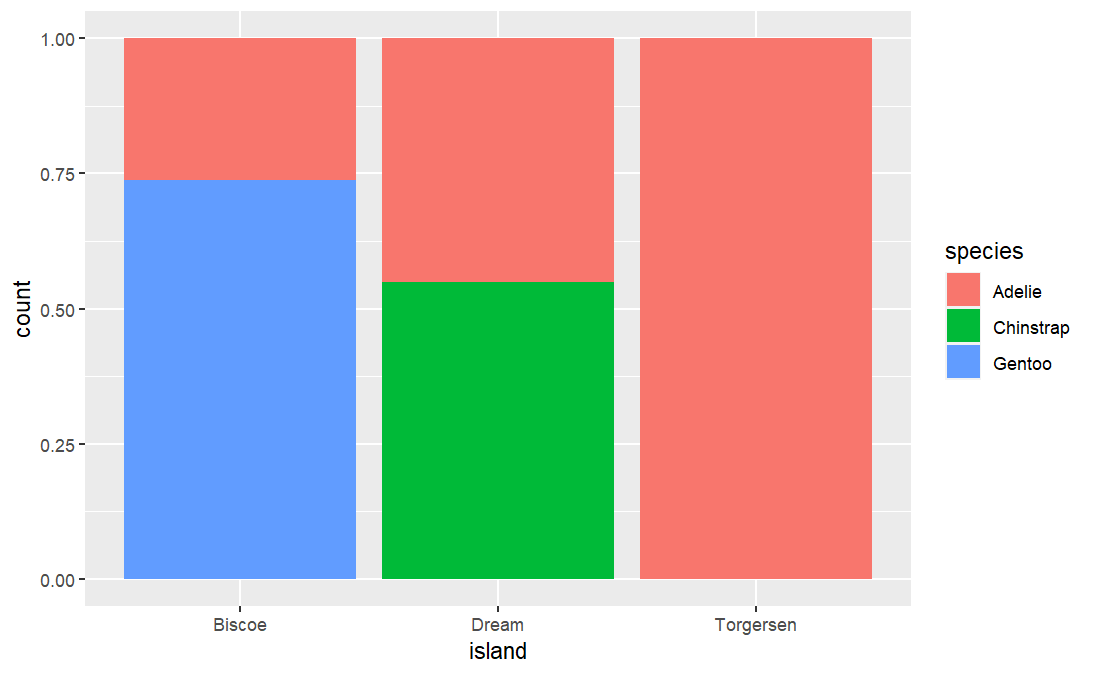 1.00
0.75
0.50
0.25
0.00
count
Biscoe Dream Torgersen
island
species
Adelie
Chinstrap
Gentoo